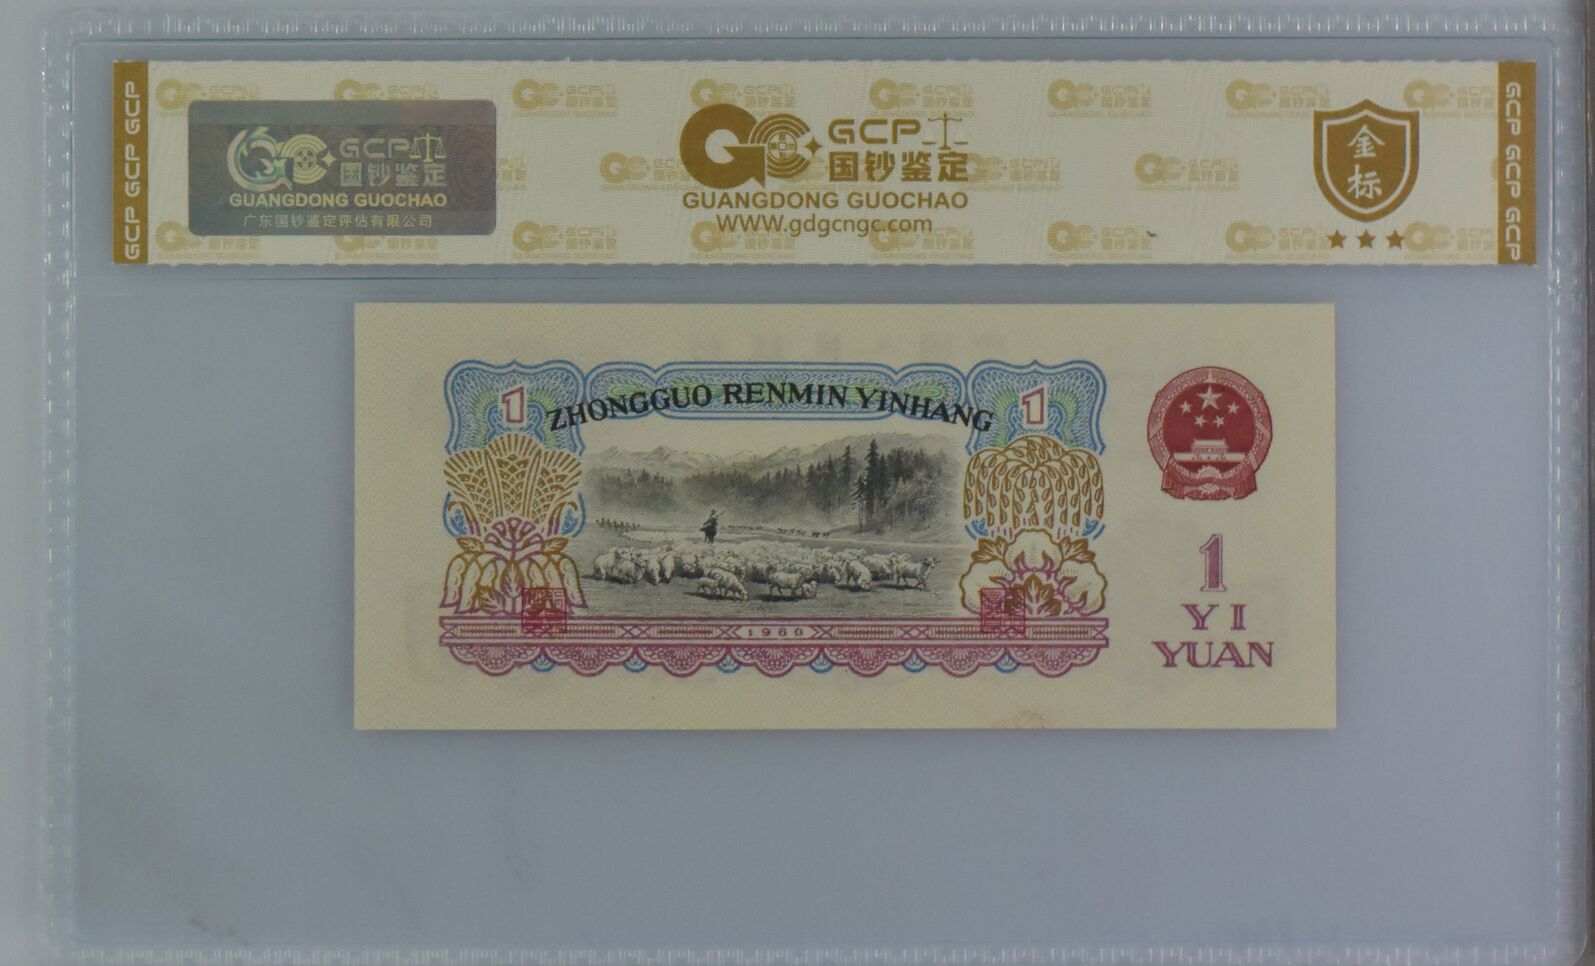 GCP GCP GCP
GCP
国钞鉴定
GUANGDONG GUOCHAO
广东国钞鉴定评估有限公司
GCP
国钞鉴定
GUANGDONG GUOCHAO
WWW.gdgcngc.com
金标
GCP GCP GCP
1
ZHONGGUO RENMIN YINHANG
1
1960
1
YI
YUAN